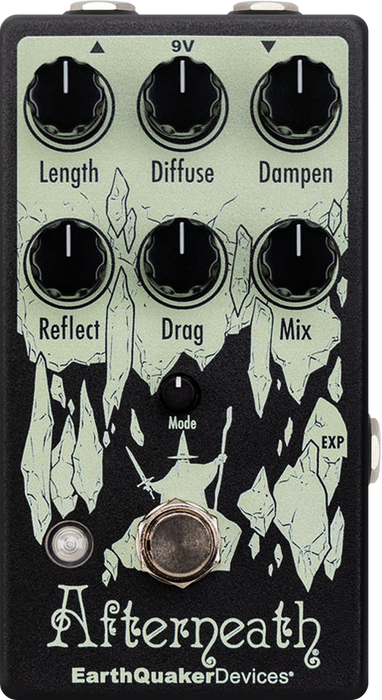 9V
Length Diffuse Dampen
Reflect Drag Mix
Mode
EXP
Afterneath
EarthQuakerDevices®